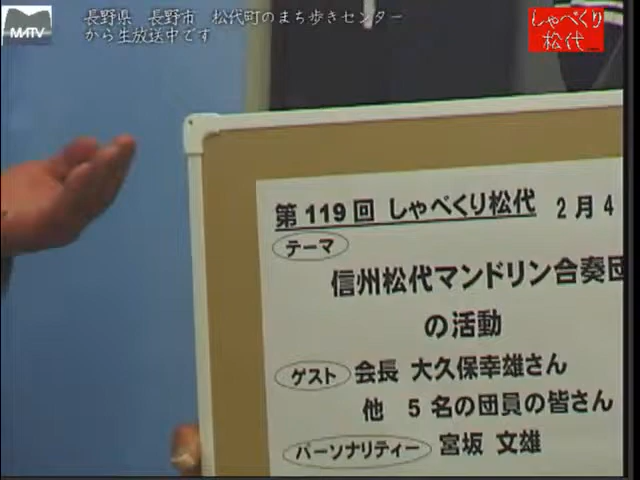 MATV
長野県　長野市　松代町のまち歩きセンター
から生放送中です
しゃべくり
松代
第119回 しゃべくり松代 2月4
テーマ
信州松代マンドリン合奏団
の活動
ゲスト 会長 大久保幸雄さん
他 5名の団員の皆さん
パーソナリティー 宮坂 文雄